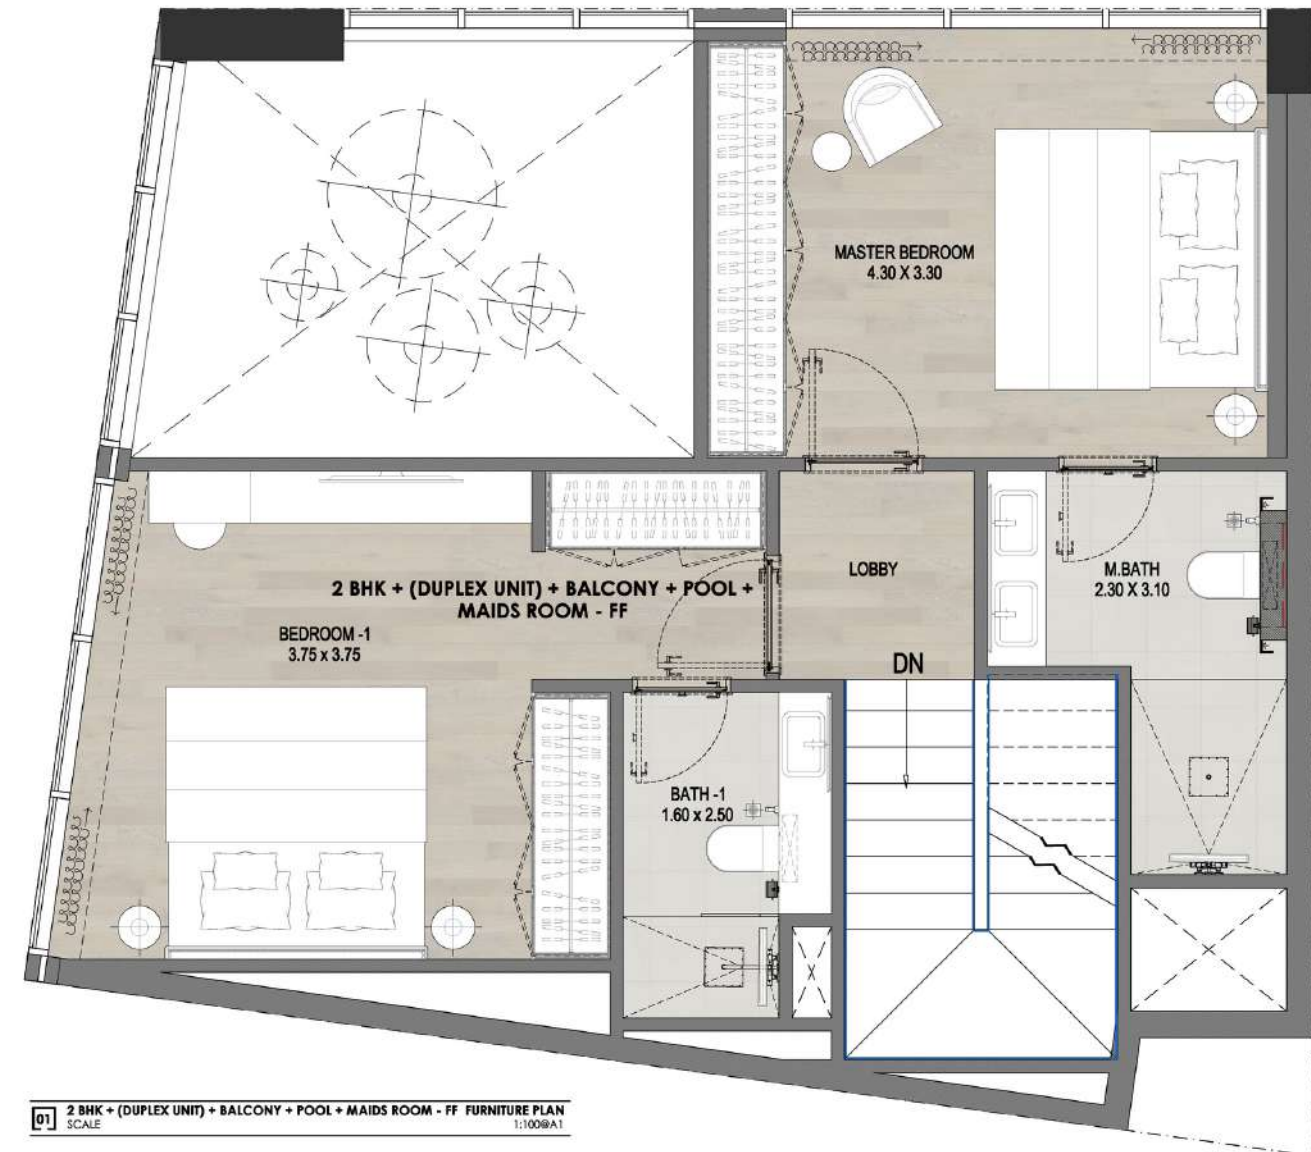 MASTER BEDROOM
4.30 X 3.30
LOBBY
M.BATH
2.30 X 3.10
2 BHK + (DUPLEX UNIT) + BALCONY + POOL +
MAIDS ROOM - FF
BEDROOM -1
3.75 x 3.75
DN
BATH -1
1.60 x 2.50
01
2 BHK + (DUPLEX UNIT) + BALCONY + POOL + MAIDS ROOM - FF FURNITURE PLAN
SCALE 1:100@A1